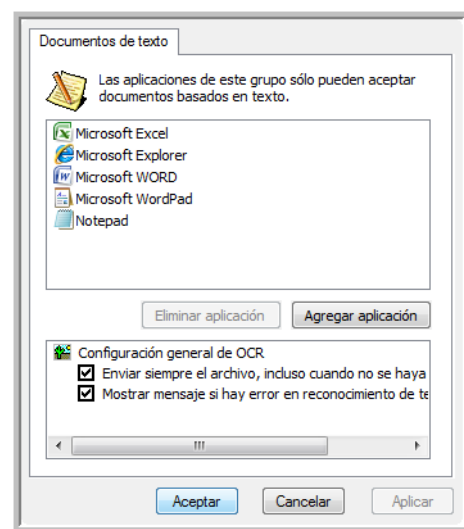 Documentos de texto
Las aplicaciones de este grupo sólo pueden aceptar
documentos basados en texto.
Microsoft Excel
Microsoft Explorer
Microsoft WORD
Microsoft WordPad
Notepad
Eliminar aplicación Agregar aplicación
Configuración general de OCR
Enviar siempre el archivo, incluso cuando no se haya
Mostrar mensaje si hay error en reconocimiento de te
Aceptar Cancelar Aplicar